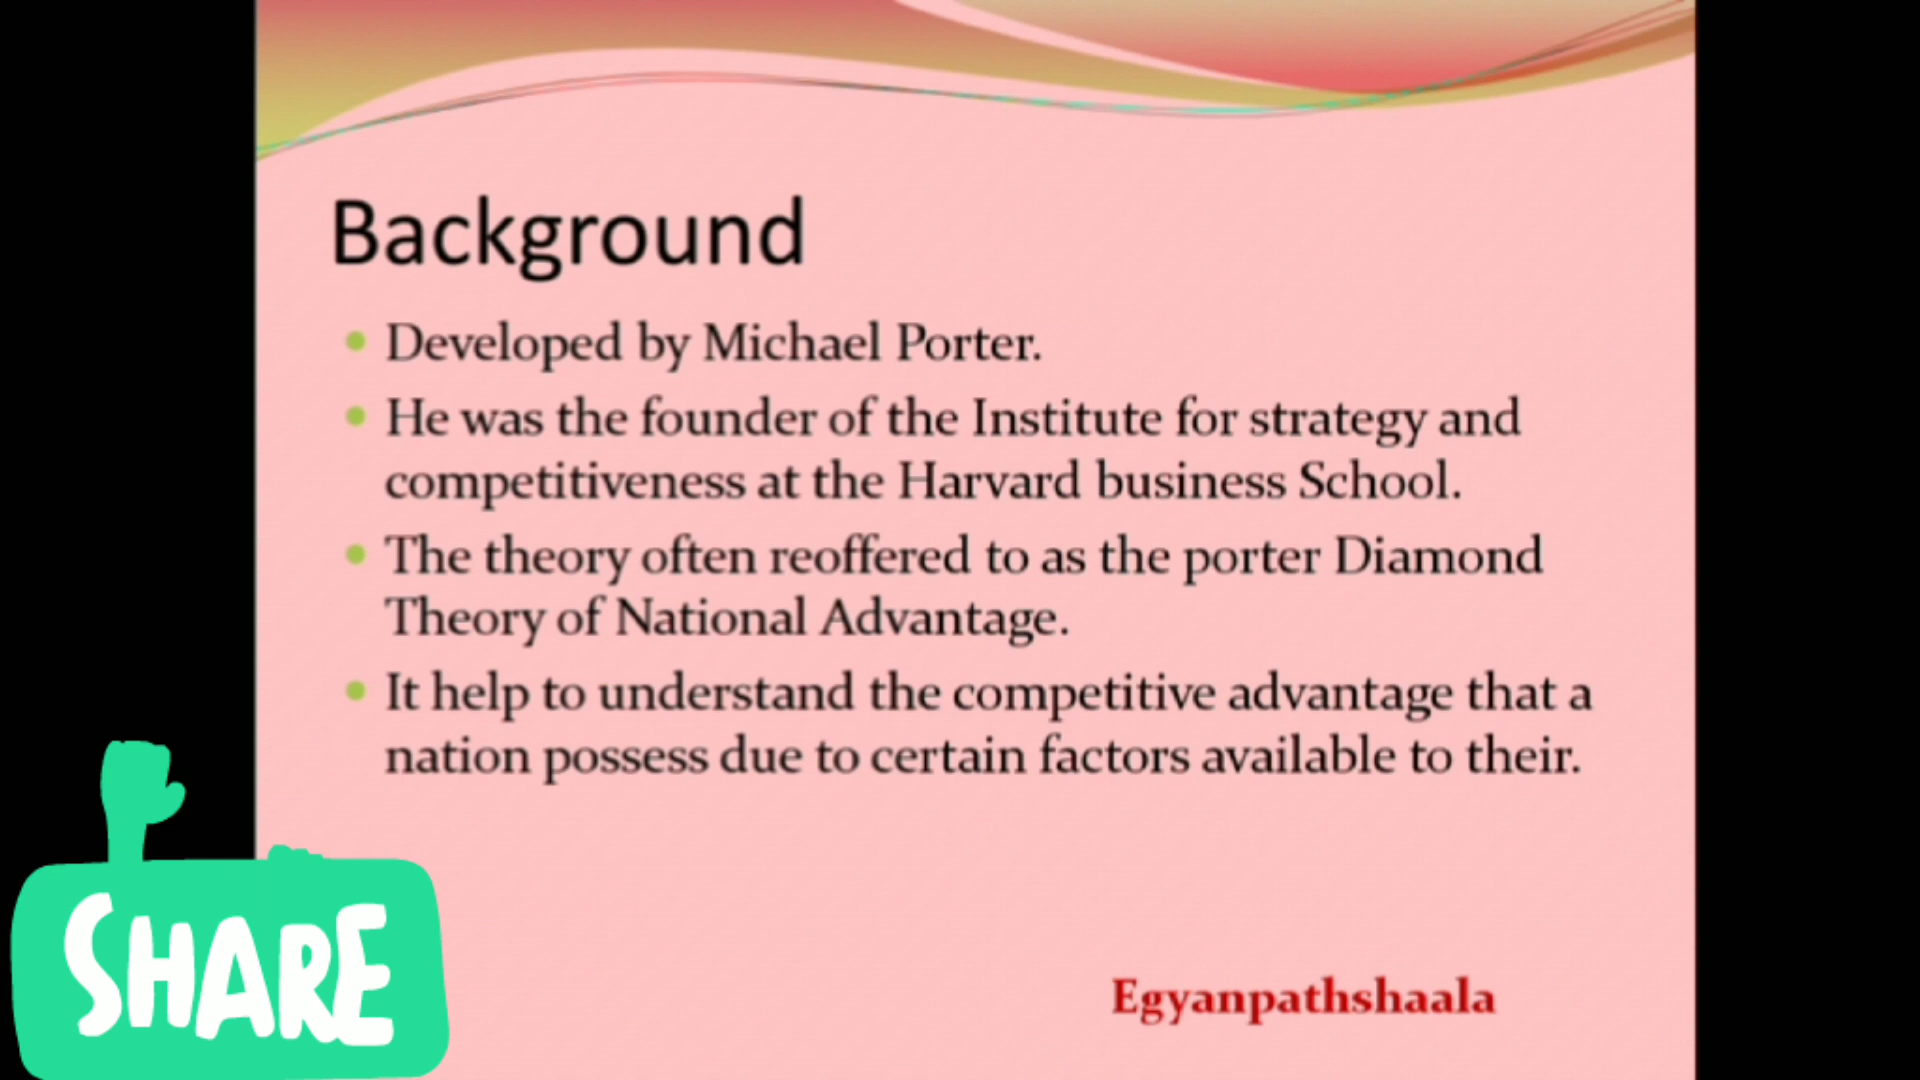 Background
Developed by Michael Porter.
He was the founder of the Institute for strategy and
competitiveness at the Harvard business School.
The theory often reoffered to as the porter Diamond
Theory of National Advantage.
It help to understand the competitive advantage that a
nation possess due to certain factors available to their.
SHARE
Egyanpathshaala